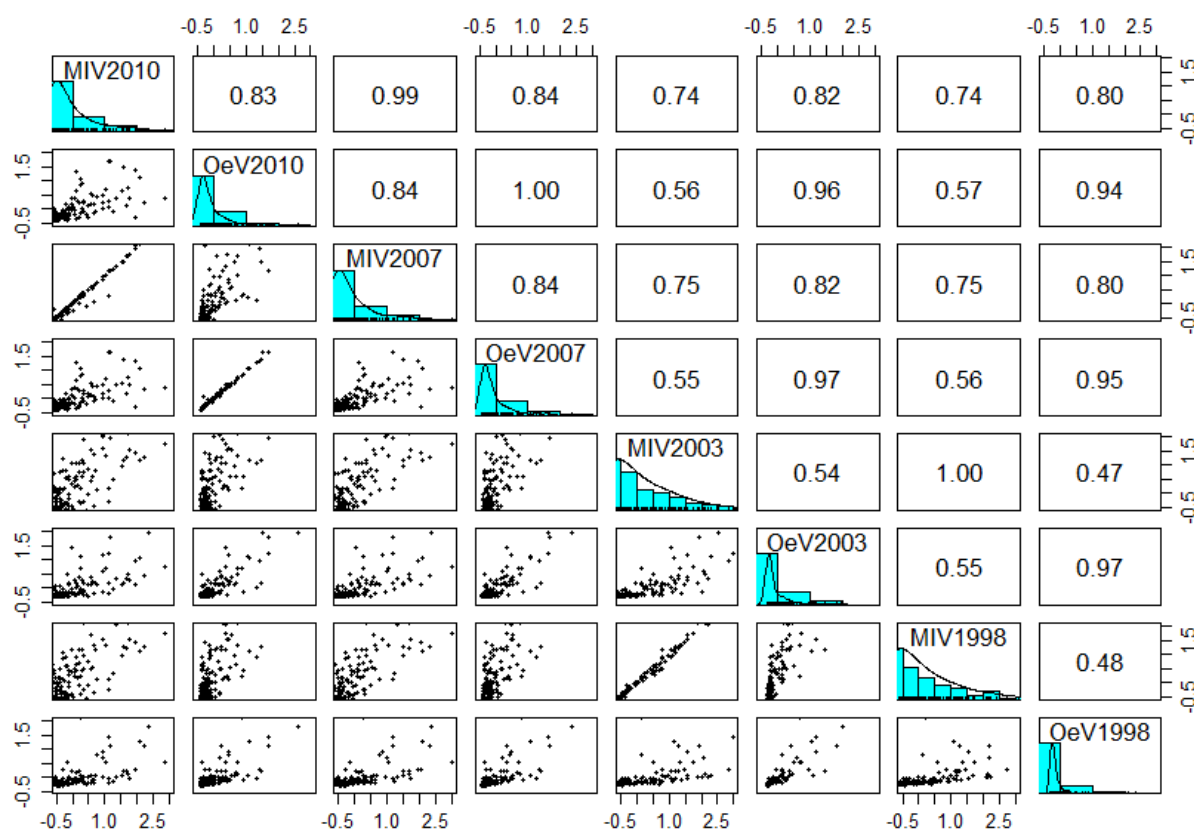 -0.5 1.0 2.5 -0.5 1.0 2.5 -0.5 1.0 2.5 -0.5 1.0 2.5
MIV2010 0.83 0.99 0.84 0.74 0.82 0.74 0.80 -0.5 1.5
-0.5 1.5 OeV2010 0.84 1.00 0.56 0.96 0.57 0.94
MIV2007 0.84 0.75 0.82 0.75 0.80 -0.5 1.5
-0.5 1.5 OeV2007 0.55 0.97 0.56 0.95
MIV2003 0.54 1.00 0.47 -0.5 1.5
-0.5 1.5 OeV2003 0.55 0.97
MIV1998 0.48 -0.5 1.5
-0.5 1.5 OeV1998
-0.5 1.0 2.5 -0.5 1.0 2.5 -0.5 1.0 2.5 -0.5 1.0 2.5